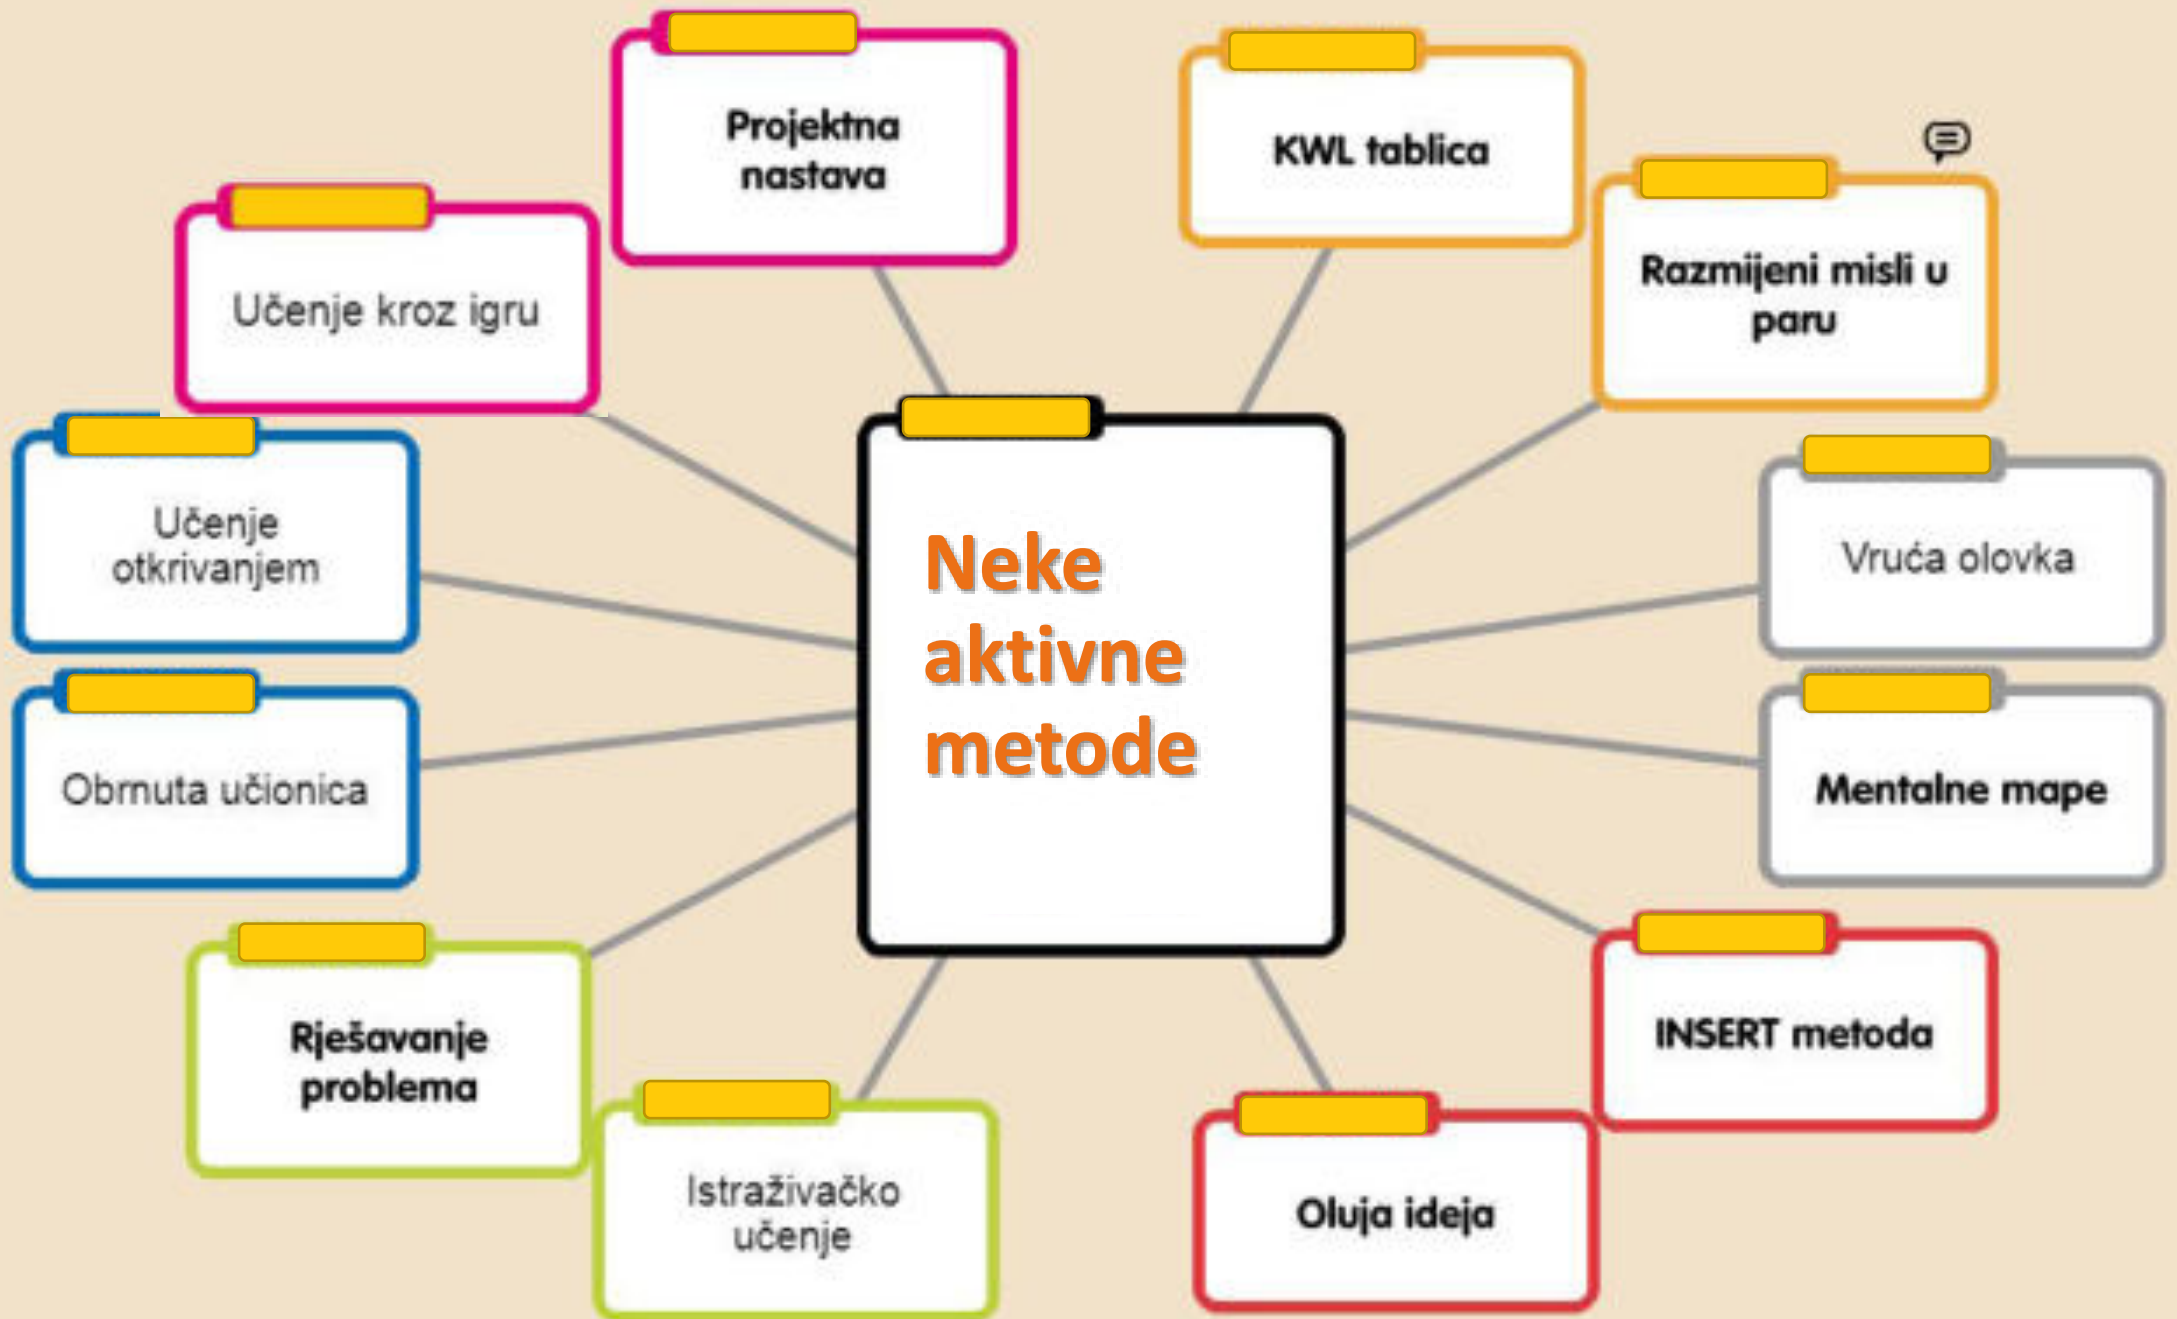 Projektna
nastava
KWL tablica
Razmijeni misli u
paru
Učenje kroz igru
Učenje
otkrivanjem
Vruća olovka
Neke
aktivne
metode
Obrnuta učionica
Mentalne mape
Rješavanje
problema
INSERT metoda
Istraživačko
učenje
Oluja ideja